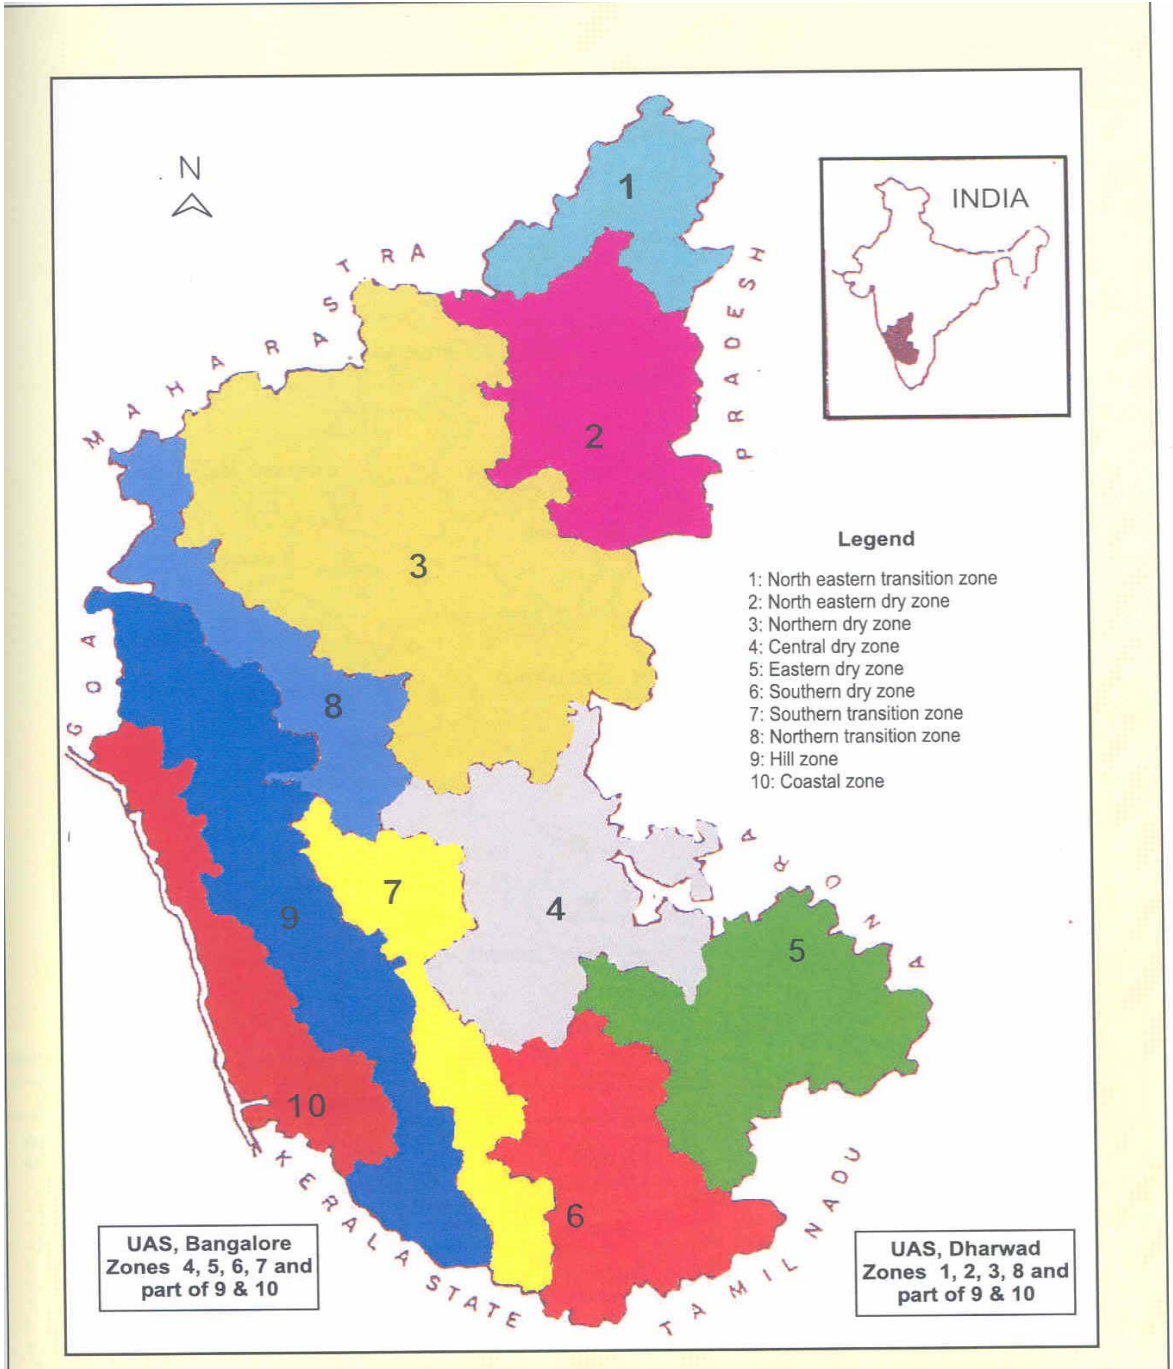 N
INDIA
MAHARASTRA
PRADESH
1
2
3
Legend
1: North eastern transition zone
2: North eastern dry zone
3: Northern dry zone
4: Central dry zone
5: Eastern dry zone
6: Southern dry zone
7: Southern transition zone
8: Northern transition zone
9: Hill zone
10: Coastal zone
GOA
8
7
4
9
5
ARONA
10
6
KERALA STATE
TAMIL NADU
UAS, Bangalore
Zones 4, 5, 6, 7 and
part of 9 & 10
UAS, Dharwad
Zones 1, 2, 3, 8 and
part of 9 & 10